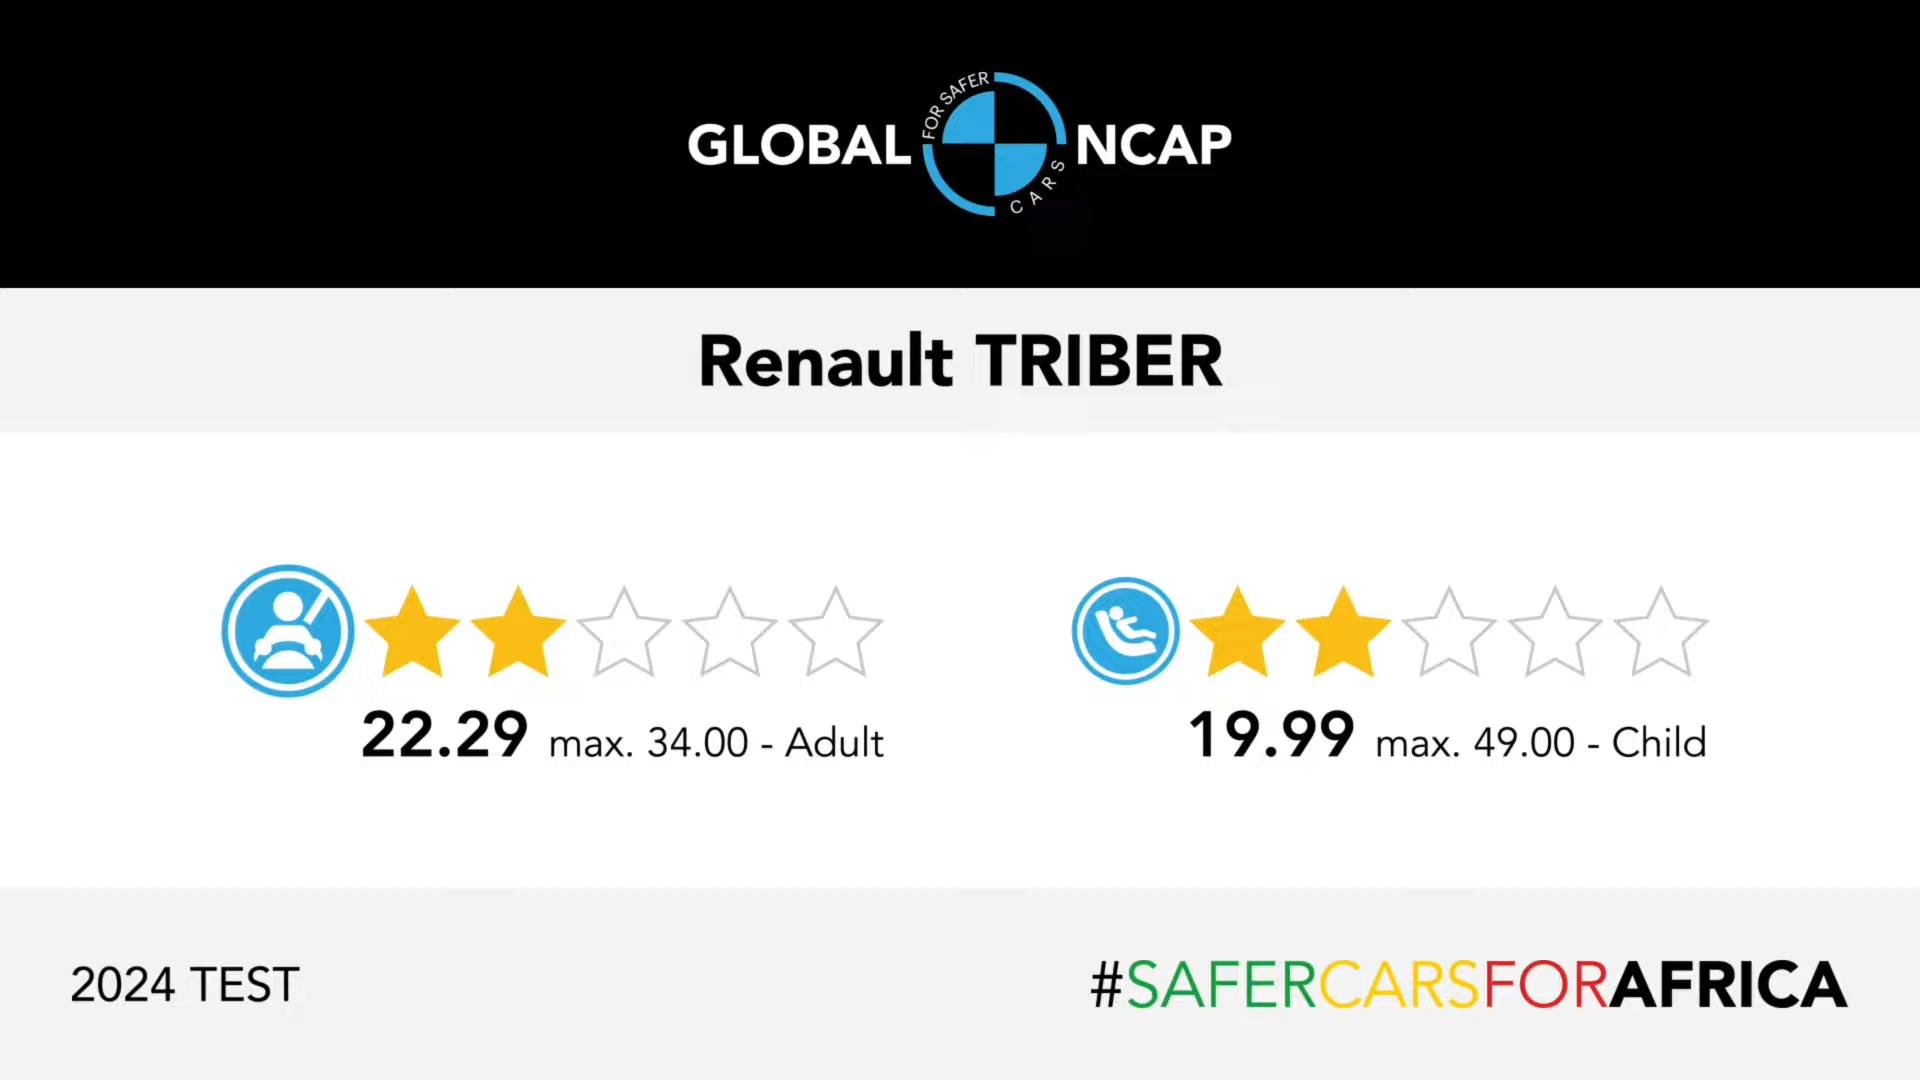 GLOBAL FOR SAFER CARS NCAP
Renault TRIBER
22.29 max. 34.00 - Adult
19.99 max. 49.00 - Child
2024 TEST
#SAFERCARSFORAFRICA